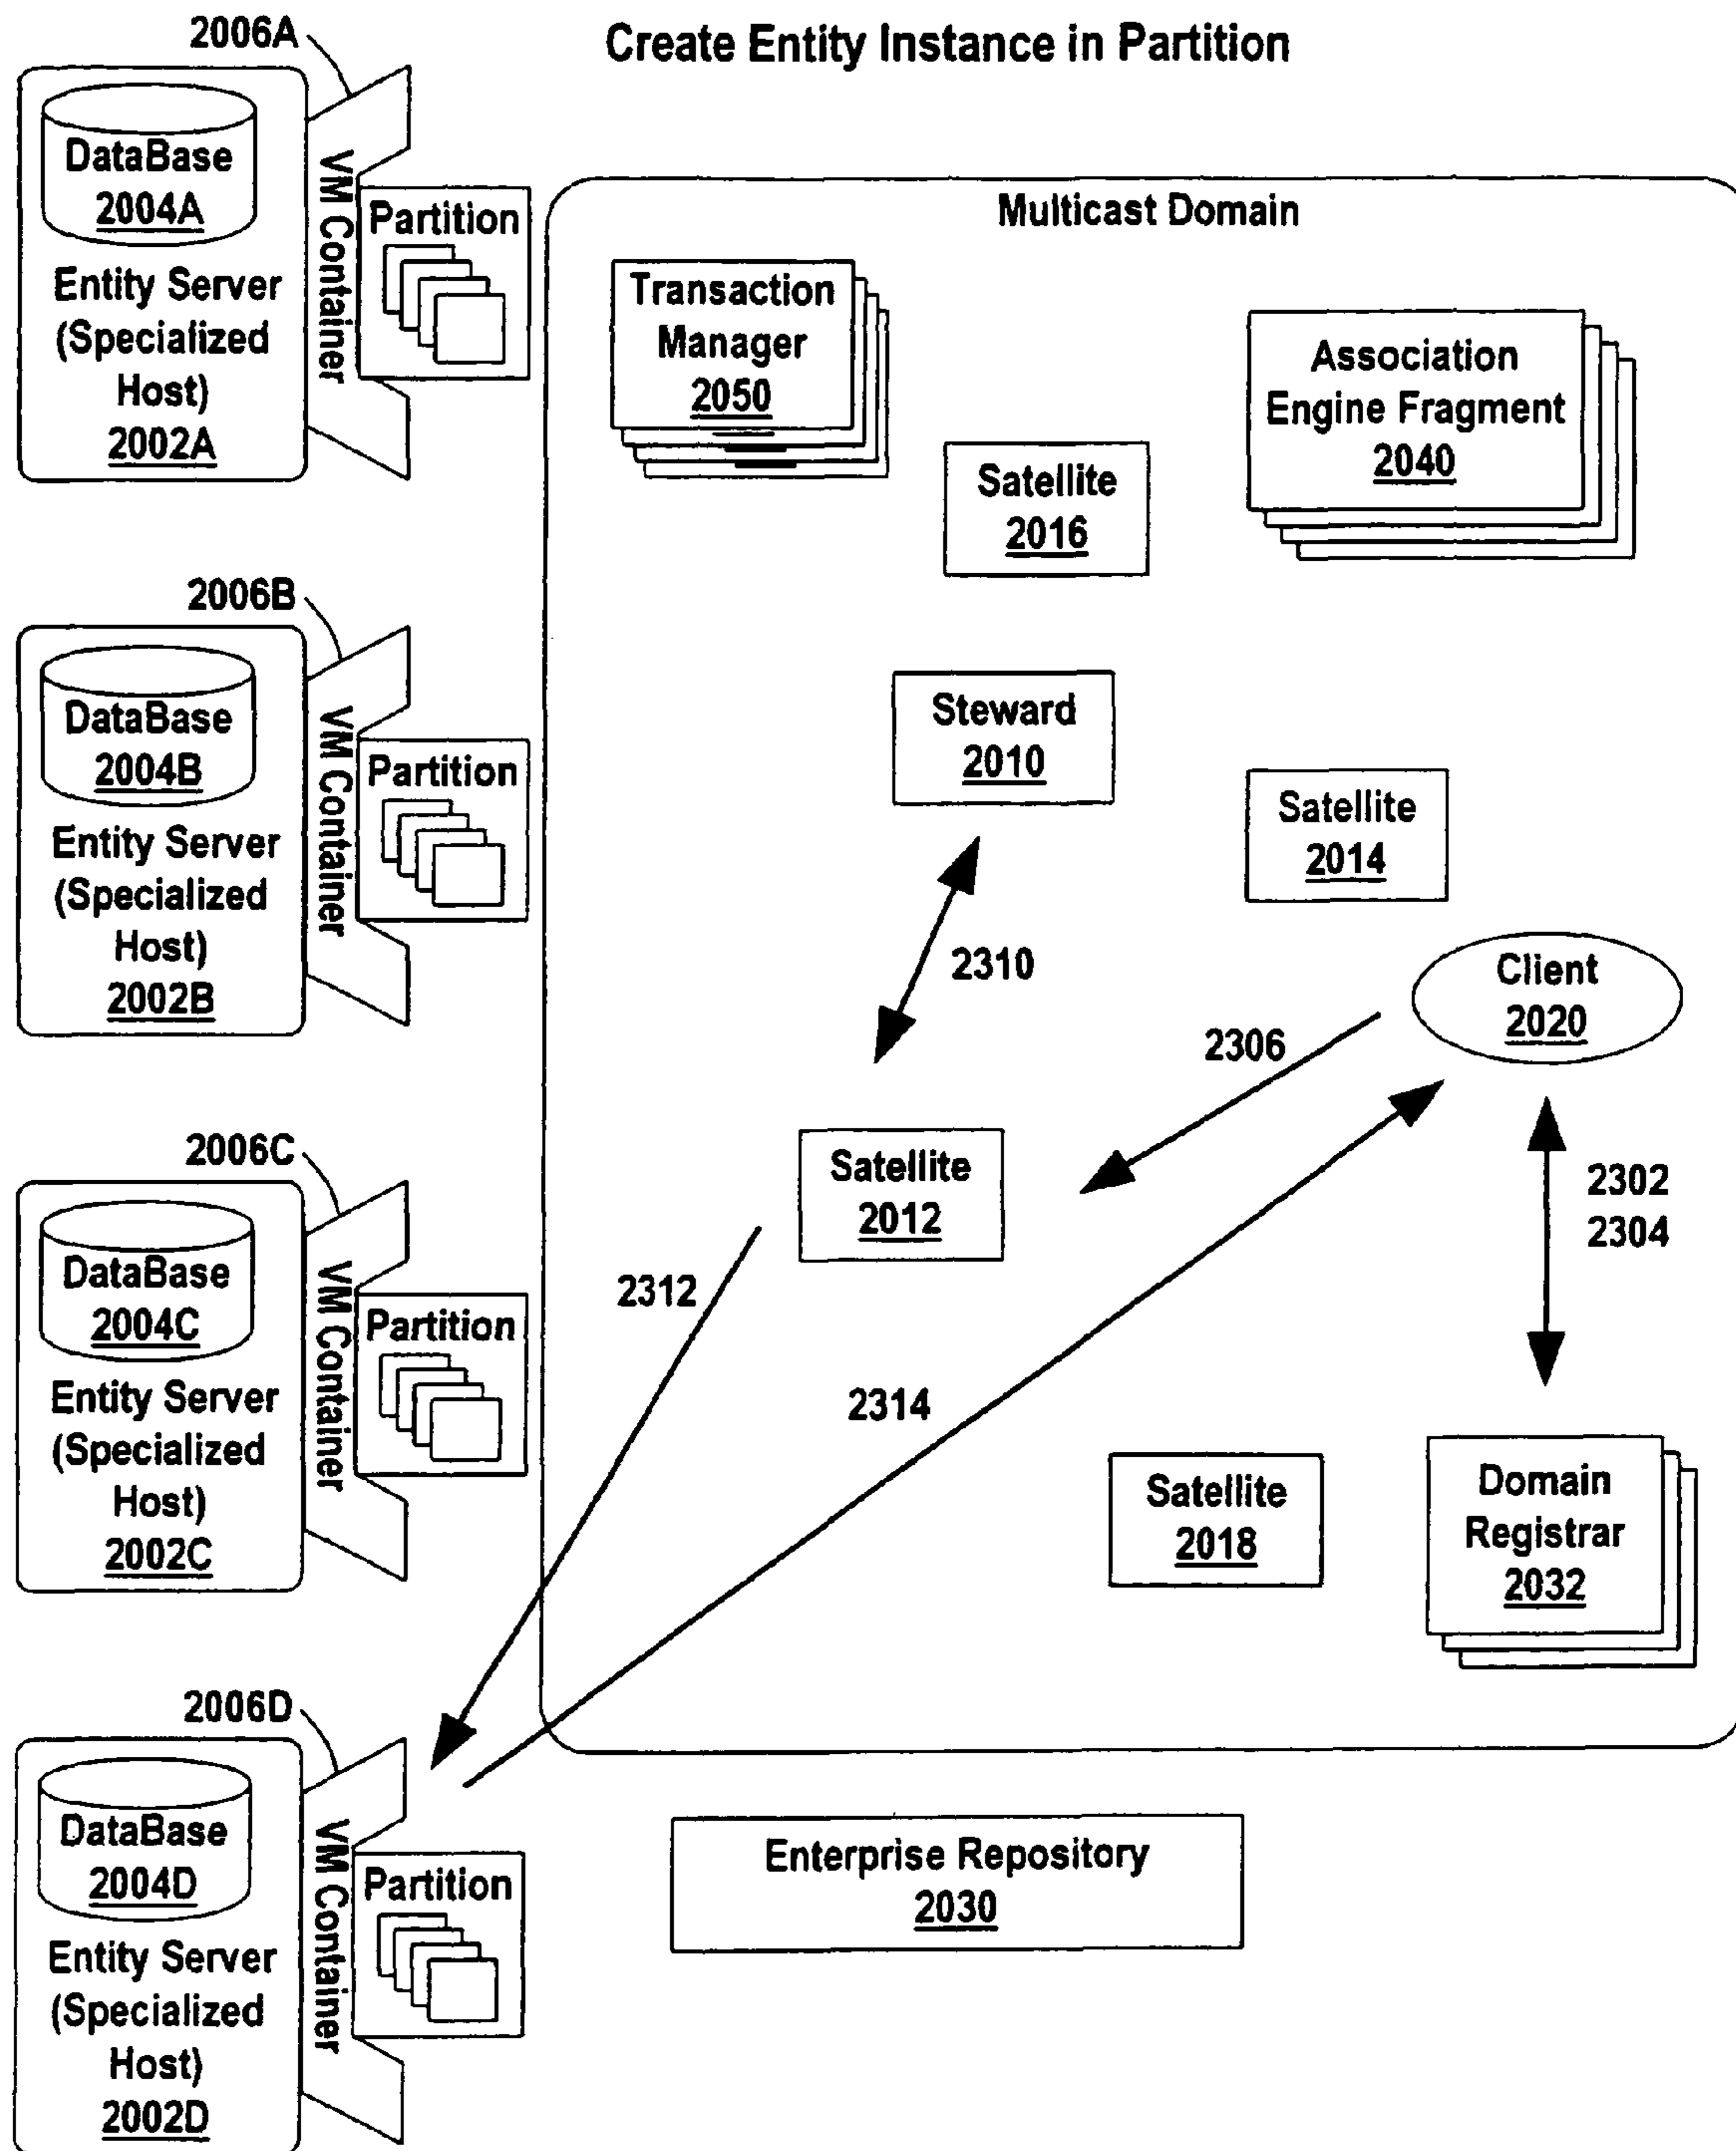 Create Entity Instance in Partition
2006A
DataBase
2004A
Entity Server
(Specialized
Host)
2002A
VM Container
Partition
2006B
DataBase
2004B
Entity Server
(Specialized
Host)
2002B
VM Container
Partition
2006C
DataBase
2004C
Entity Server
(Specialized
Host)
2002C
VM Container
Partition
2006D
DataBase
2004D
Entity Server
(Specialized
Host)
2002D
VM Container
Partition
Multicast Domain
Transaction
Manager
2050
Association
Engine Fragment
2040
Satellite
2016
Steward
2010
Satellite
2014
2310
Client
2020
2306
Satellite
2012
2302
2304
2312
2314
Satellite
2018
Domain
Registrar
2032
Enterprise Repository
2030